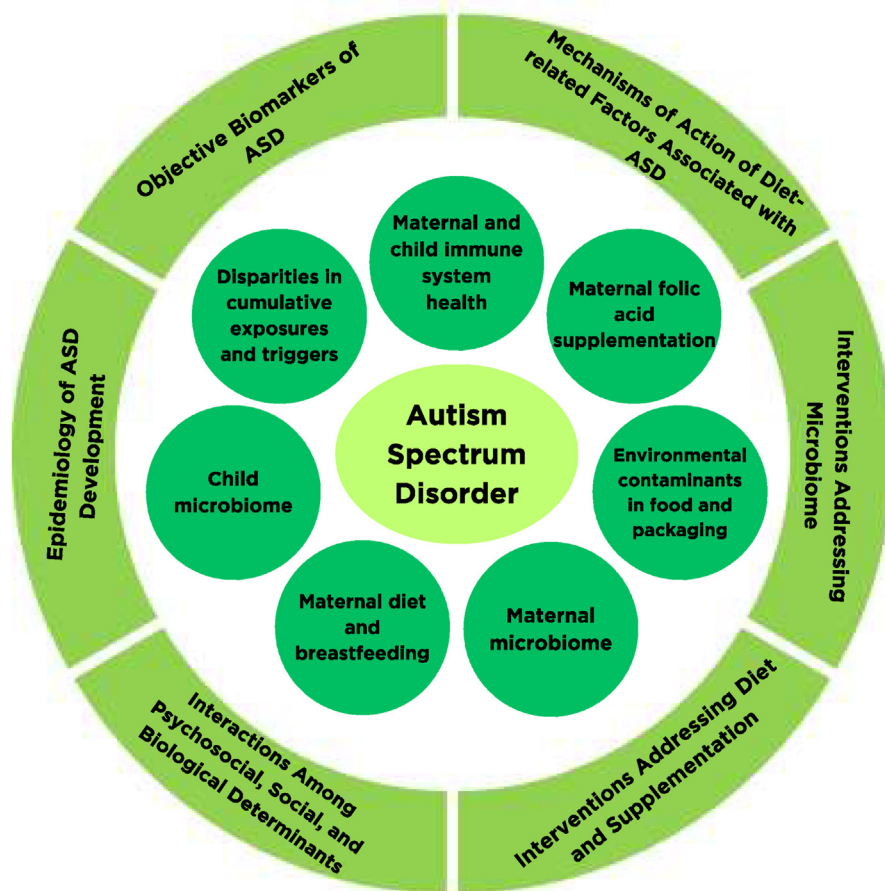 Objective Biomarkers of
ASD
Mechanisms of Action of Diet-
related Factors Associated with
ASD
Interventions Addressing
Microbiome
Interventions Addressing Diet
and Supplementation
Interactions Among
Psychosocial, Social, and
Biological Determinants
Epidemiology of ASD
Development
Maternal and
child immune
system
health
Maternal folic
acid
supplementation
Environmental
contaminants
in food and
packaging
Maternal
microbiome
Maternal diet
and
breastfeeding
Child
microbiome
Disparities in
cumulative
exposures
and triggers
Autism
Spectrum
Disorder